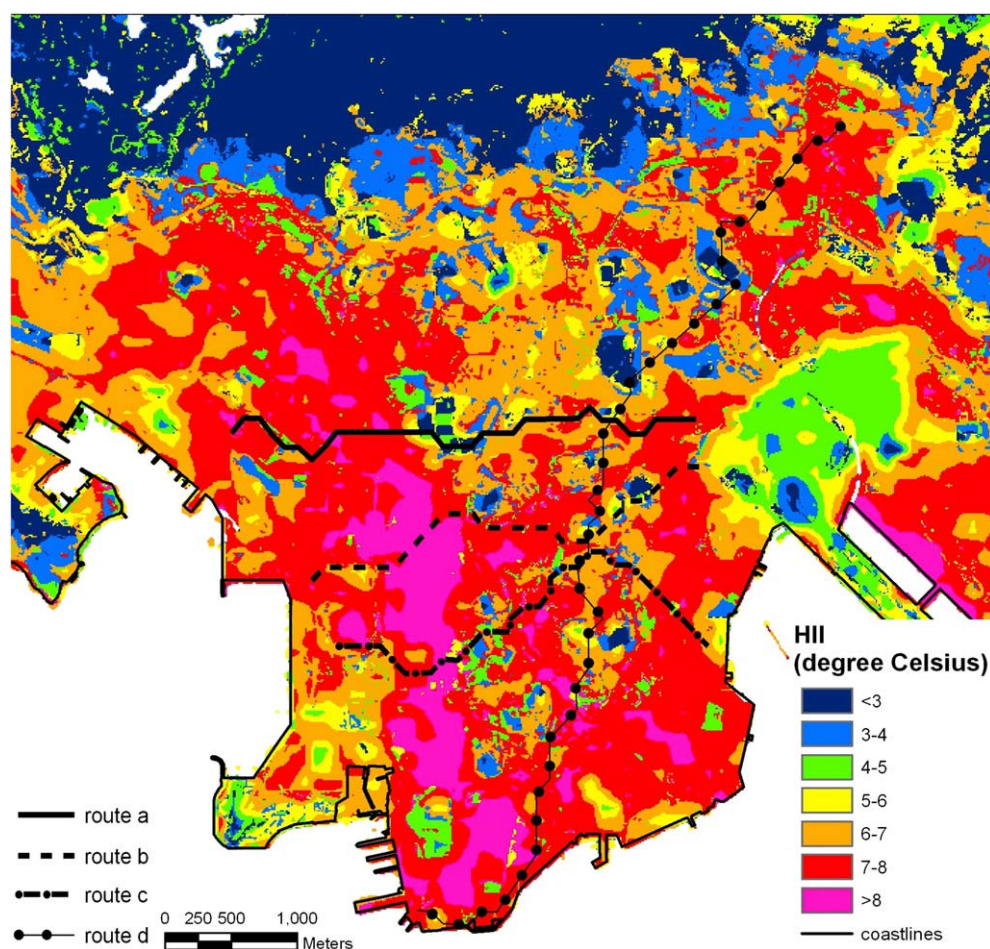 HII
(degree Celsius)
<3
3-4
4-5
5-6
6-7
7-8
>8
coastlines
route a
route b
route c
route d
0 250 500 1,000
Meters